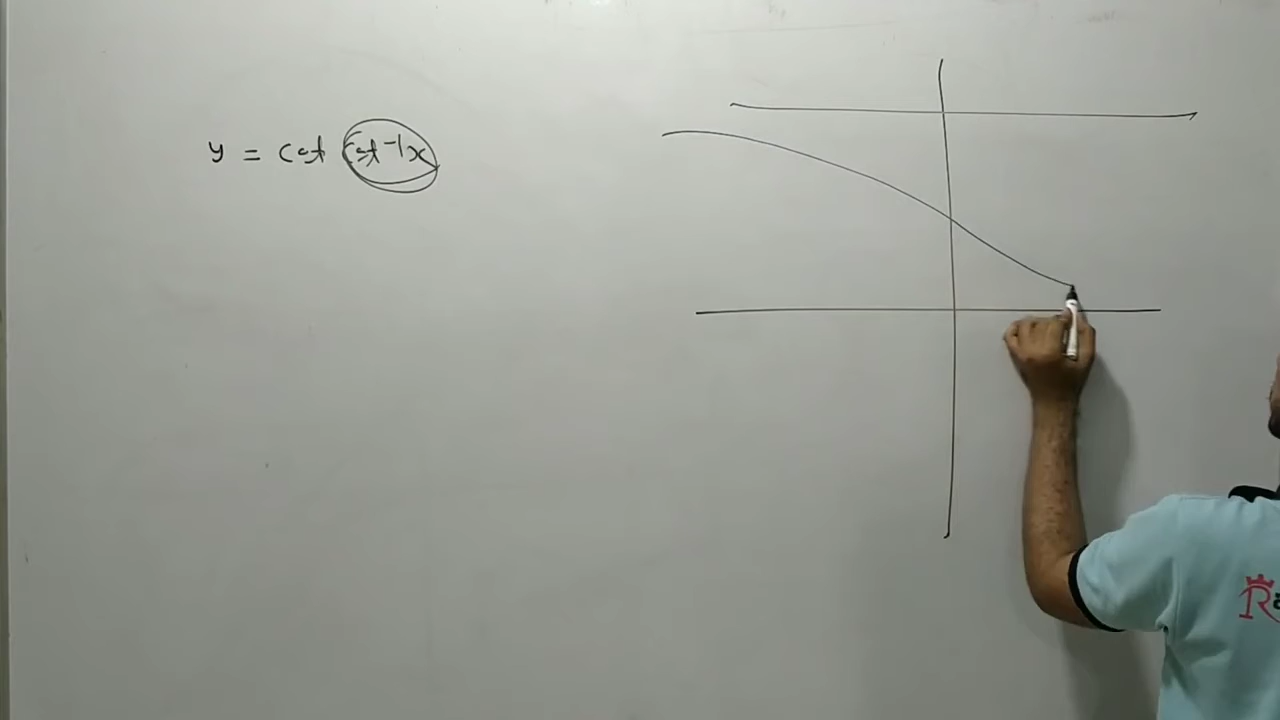 y = cot cot⁻¹x